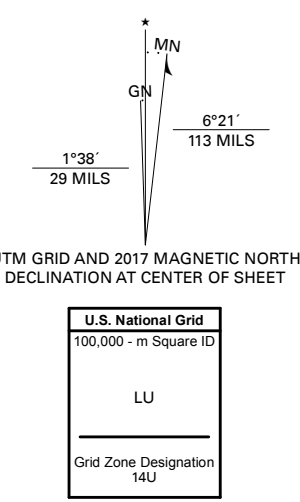 ★
MN
GN
6°21´
113 MILS
1°38´
29 MILS
UTM GRID AND 2017 MAGNETIC NORTH
DECLINATION AT CENTER OF SHEET
U.S. National Grid
100,000 - m Square ID
LU
Grid Zone Designation
14U